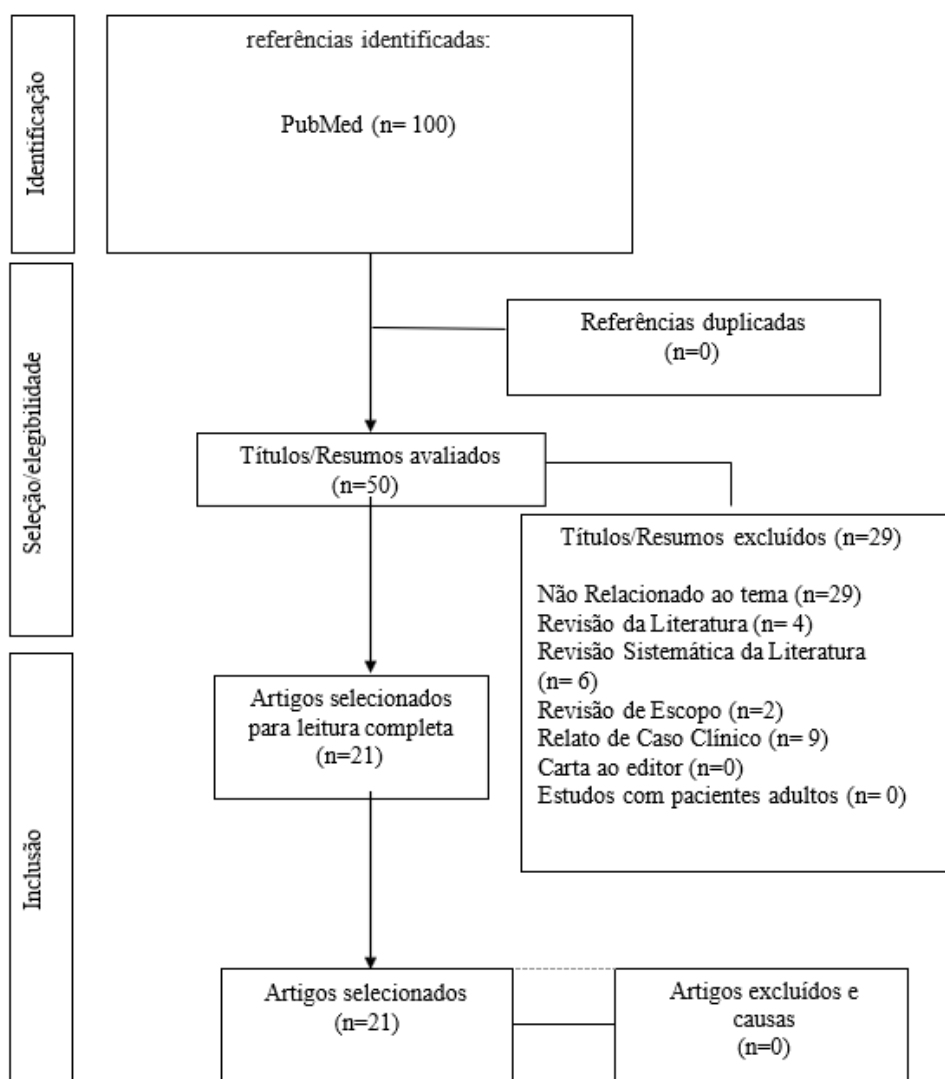 Identificação
referências identificadas:
PubMed (n= 100)
Seleção/elegibilidade
Referências duplicadas
(n=0)
Títulos/Resumos avaliados
(n=50)
Títulos/Resumos excluídos (n=29)
Não Relacionado ao tema (n=29)
Revisão da Literatura (n= 4)
Revisão Sistemática da Literatura
(n= 6)
Revisão de Escopo (n=2)
Relato de Caso Clínico (n= 9)
Carta ao editor (n=0)
Estudos com pacientes adultos (n= 0)
Inclusão
Artigos selecionados
para leitura completa
(n=21)
Artigos selecionados
(n=21)
Artigos excluídos e
causas
(n=0)